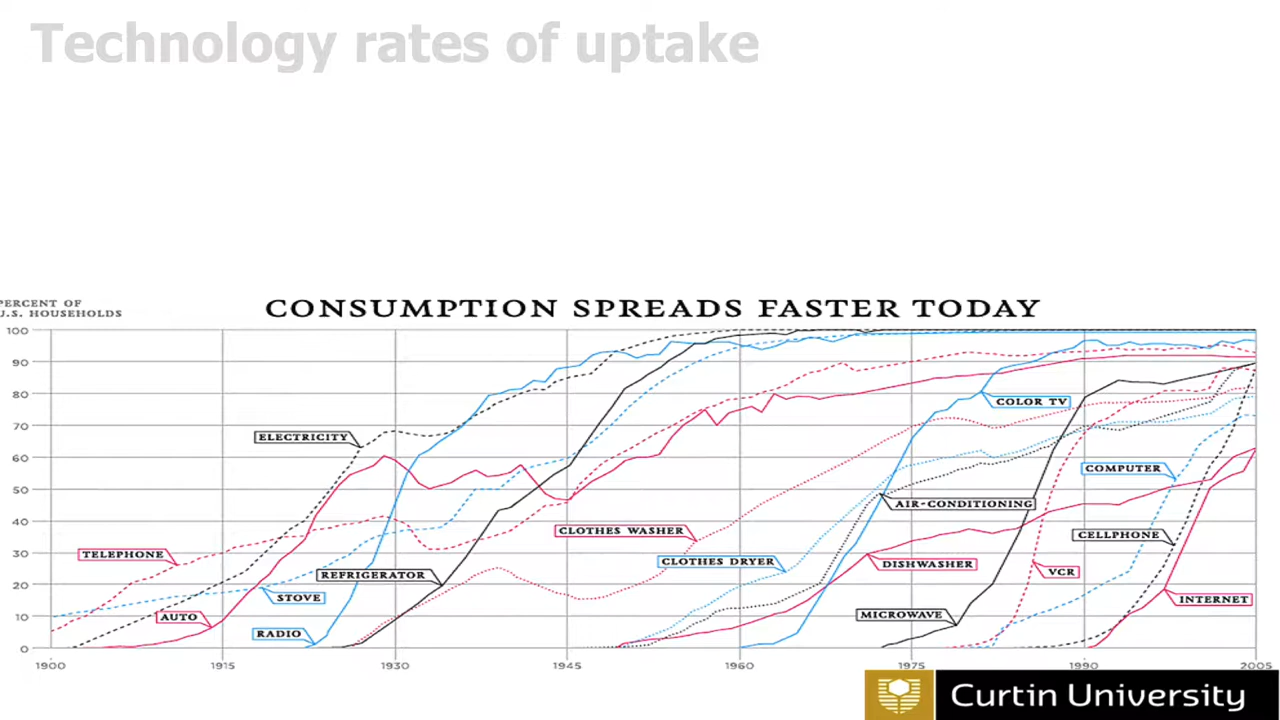 Technology rates of uptake
PERCENT OF
U.S. HOUSEHOLDS
CONSUMPTION SPREADS FASTER TODAY
100
90
80
70
60
50
40
30
20
10
0
ELECTRICITY
TELEPHONE
AUTO
STOVE
RADIO
REFRIGERATOR
CLOTHES WASHER
CLOTHES DRYER
COLOR TV
AIR-CONDITIONING
DISHWASHER
MICROWAVE
VCR
COMPUTER
CELLPHONE
INTERNET
1900
1915
1930
1945
1960
1975
1990
2005
Curtin University